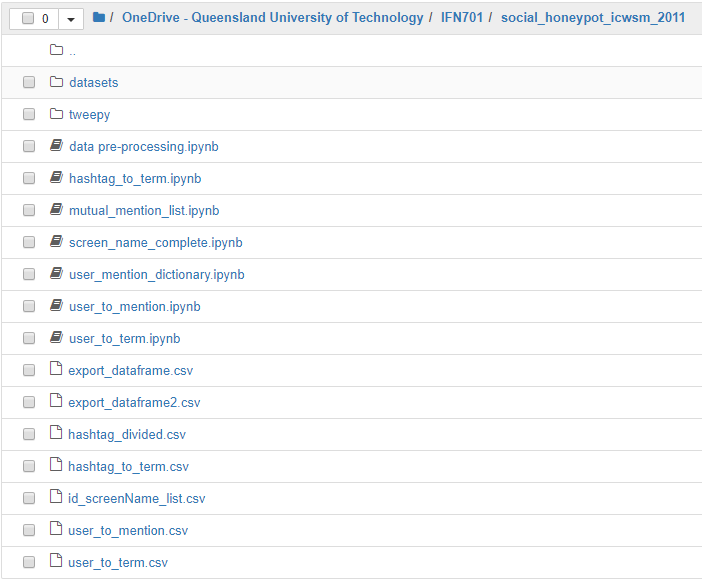 0 / OneDrive - Queensland University of Technology / IFN701 / social_honeypot_icwsm_2011
..
datasets
tweepy
data pre-processing.ipynb
hashtag_to_term.ipynb
mutual_mention_list.ipynb
screen_name_complete.ipynb
user_mention_dictionary.ipynb
user_to_mention.ipynb
user_to_term.ipynb
export_dataframe.csv
export_dataframe2.csv
hashtag_divided.csv
hashtag_to_term.csv
id_screenName_list.csv
user_to_mention.csv
user_to_term.csv